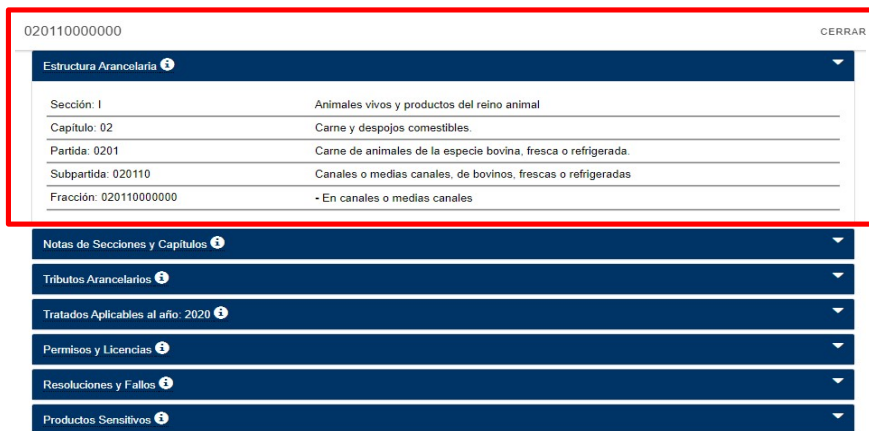 020110000000 CERRAR
Estructura Arancelaria
Sección: I Animales vivos y productos del reino animal
Capítulo: 02 Carne y despojos comestibles.
Partida: 0201 Carne de animales de la especie bovina, fresca o refrigerada.
Subpartida: 020110 Canales o medias canales, de bovinos, frescas o refrigeradas
Fracción: 020110000000 - En canales o medias canales
Notas de Secciones y Capítulos
Tributos Arancelarios
Tratados Aplicables al año: 2020
Permisos y Licencias
Resoluciones y Fallos
Productos Sensitivos